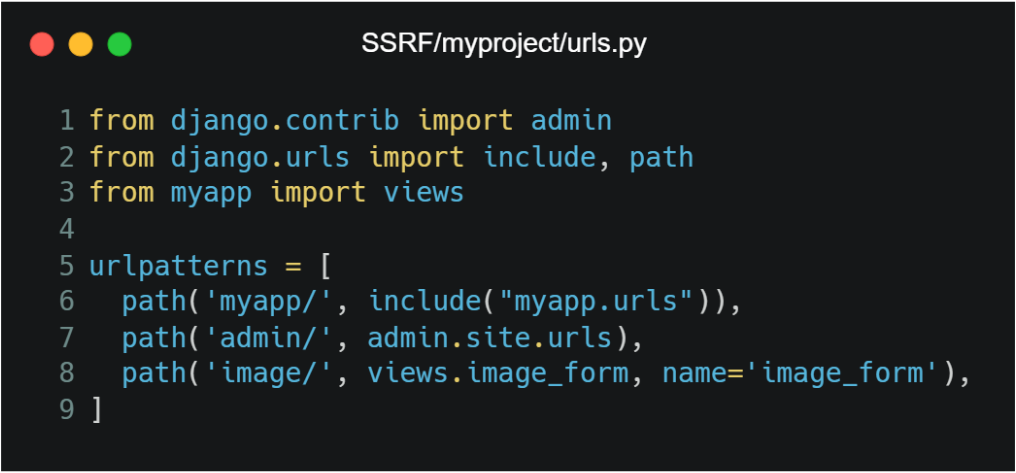 SSRF/myproject/urls.py
1 from django.contrib import admin
2 from django.urls import include, path
3 from myapp import views
4
5 urlpatterns = [
6   path('myapp/', include("myapp.urls")),
7   path('admin/', admin.site.urls),
8   path('image/', views.image_form, name='image_form'),
9 ]